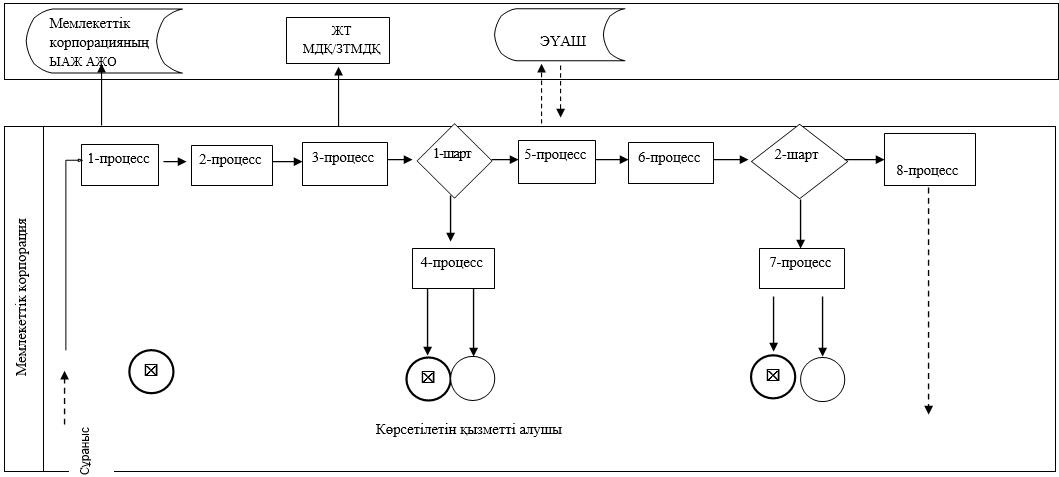 Мемлекеттік
корпорацияның
ЫАЖ АЖО
ЖТ
МДҚ/ЗТМДҚ
ЭҮАШ
Мемлекеттік корпорация
1-процесс
2-процесс
3-процесс
1-шарт
5-процесс
6-процесс
2-шарт
8-процесс
4-процесс
7-процесс
Көрсетілетін қызметті алушы
Сұраныс